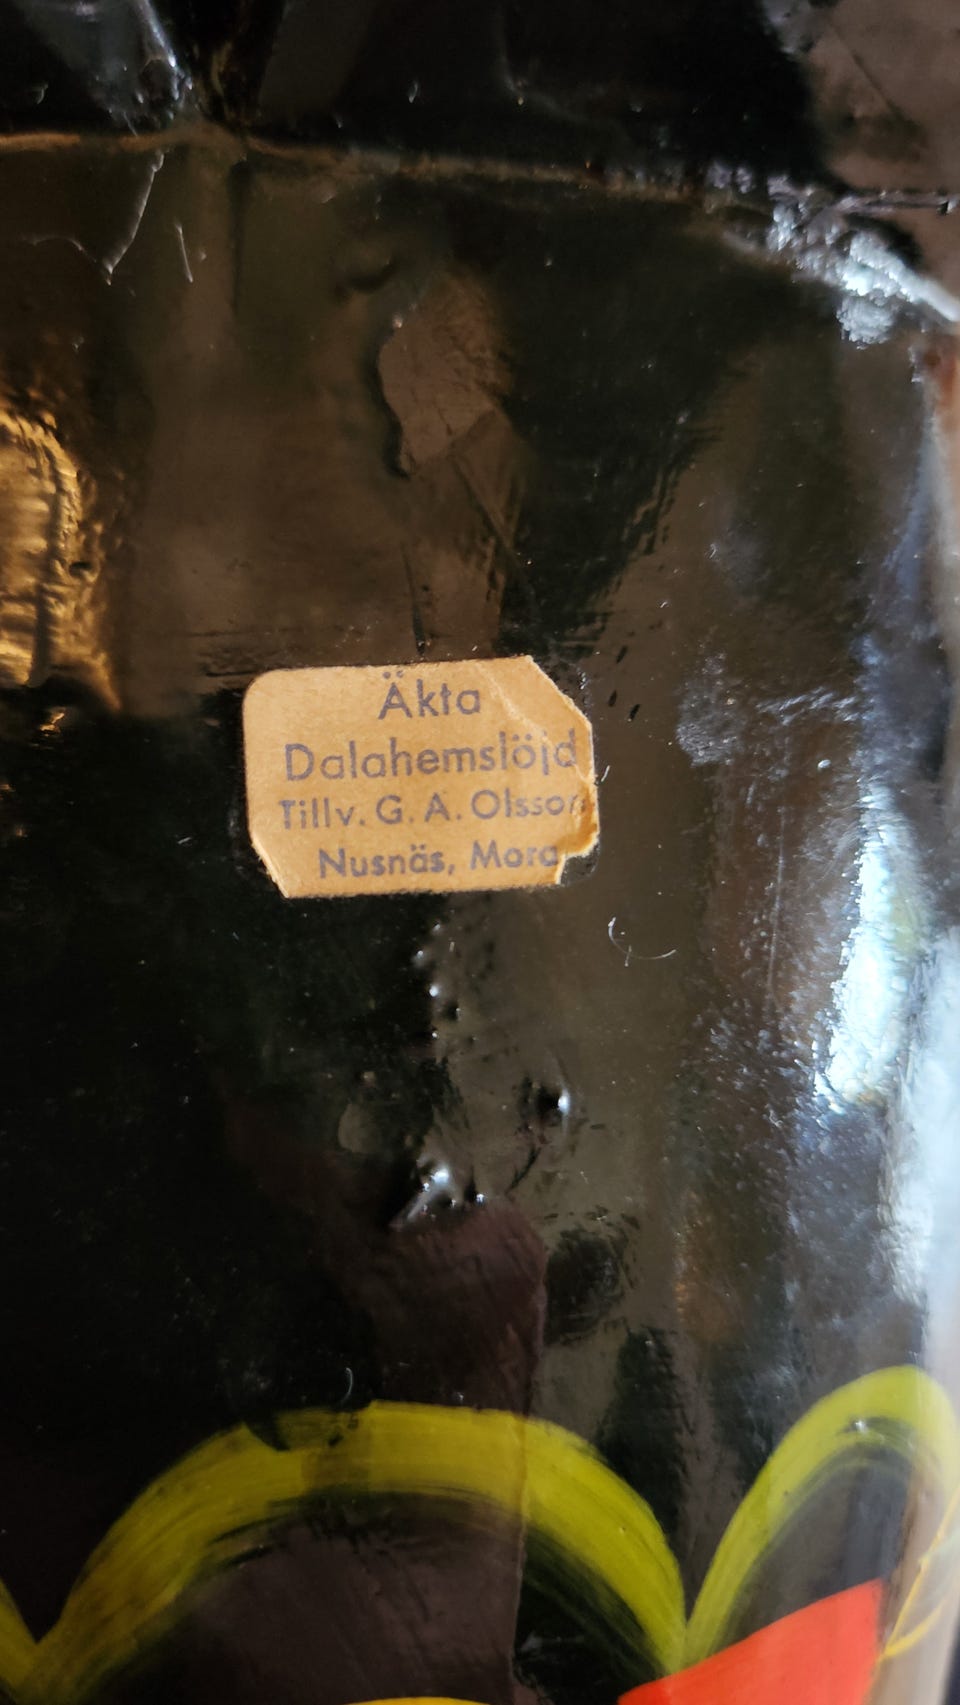 Äkta
Dalahemslöjd
Tillv. G. A. Olsson
Nusnäs, Mora